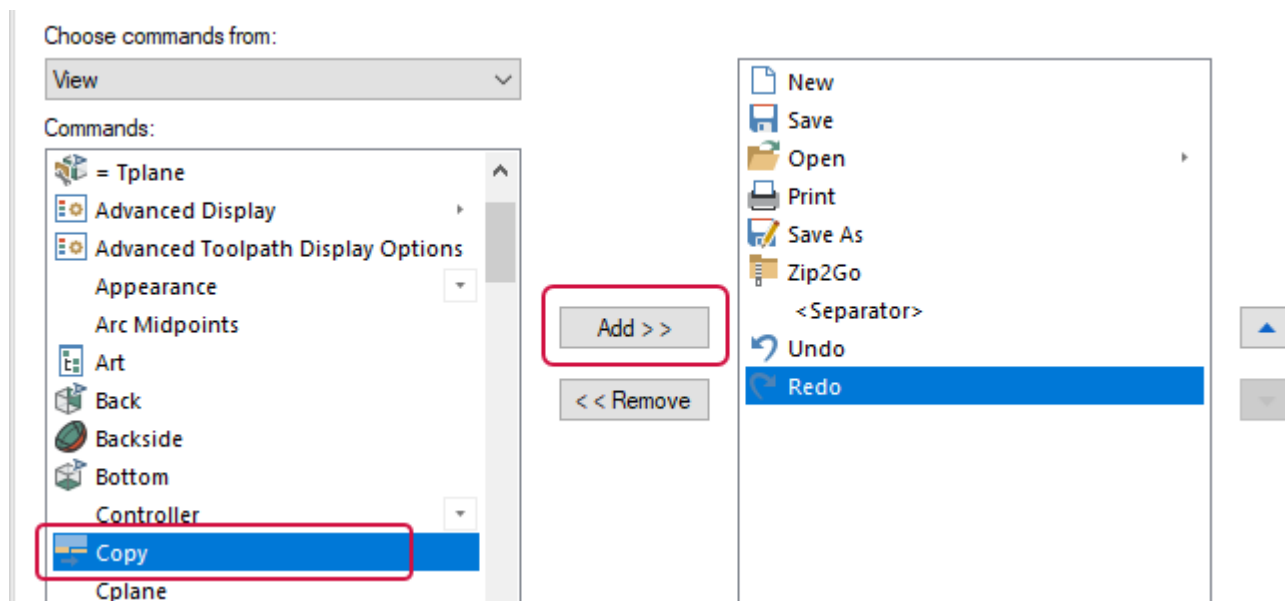 Choose commands from:
View
Commands:
= Tplane
Advanced Display
Advanced Toolpath Display Options
Appearance
Arc Midpoints
Art
Back
Backside
Bottom
Controller
Copy
Cplane
Add > >
< < Remove
New
Save
Open
Print
Save As
Zip2Go
<Separator>
Undo
Redo